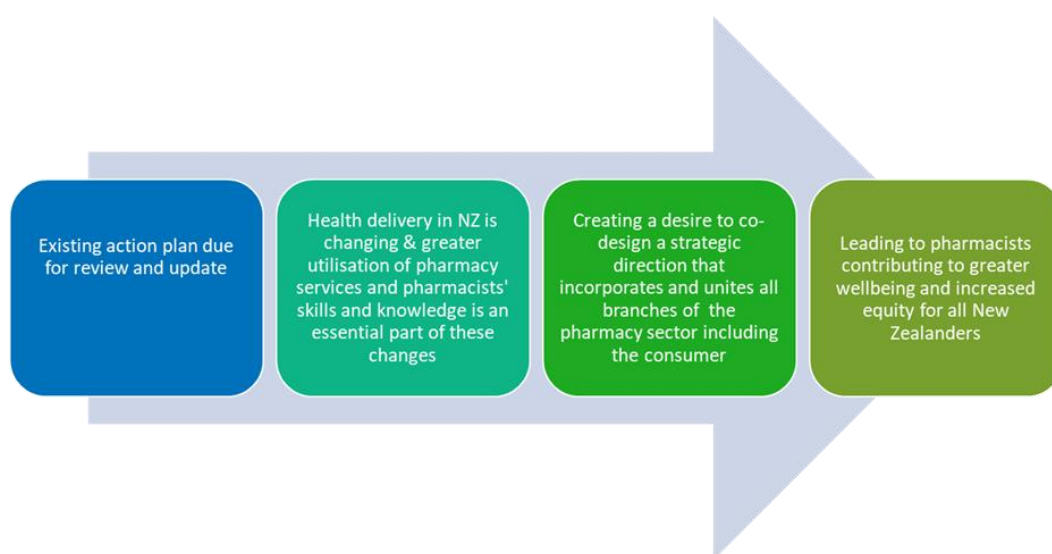 Existing action plan due
for review and update
Health delivery in NZ is
changing & greater
utilisation of pharmacy
services and pharmacists'
skills and knowledge is an
essential part of these
changes
Creating a desire to co-
design a strategic
direction that
incorporates and unites all
branches of the
pharmacy sector including
the consumer
Leading to pharmacists
contributing to greater
wellbeing and increased
equity for all New
Zealanders